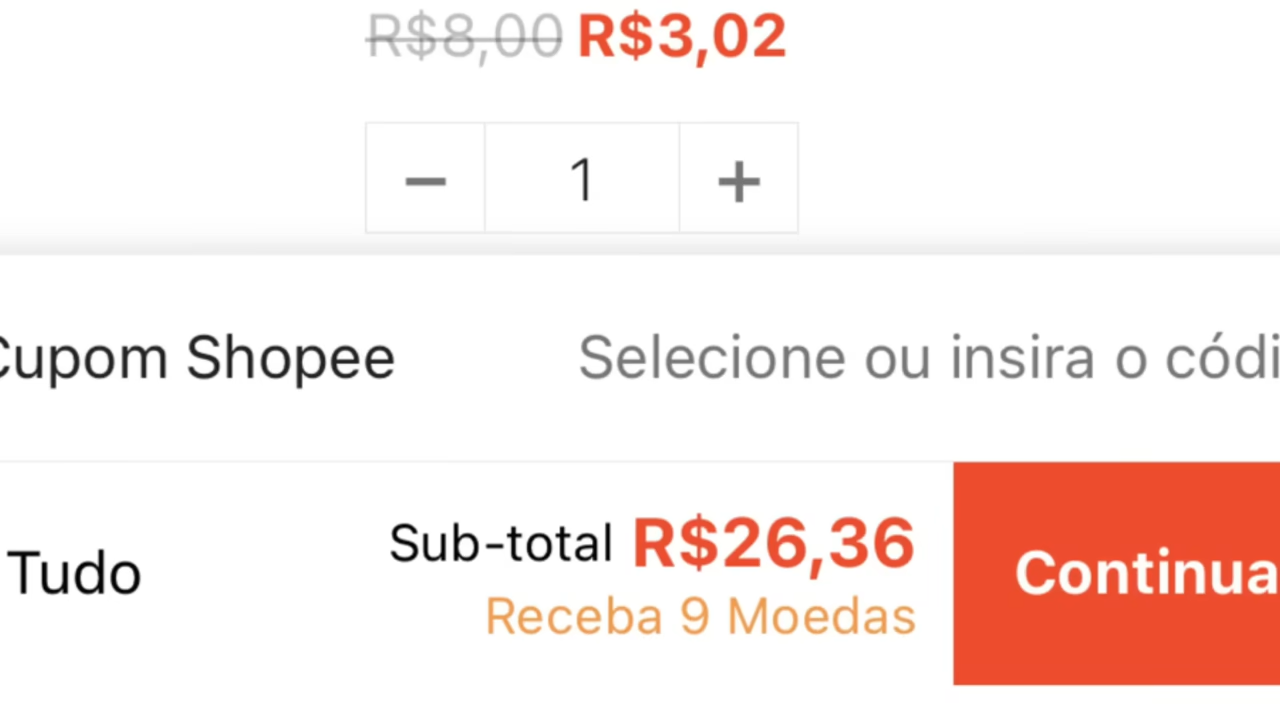 R$8,00 R$3,02
− 1 +
Cupom Shopee Selecione ou insira o códi
Tudo Sub-total R$26,36 Continua
Receba 9 Moedas